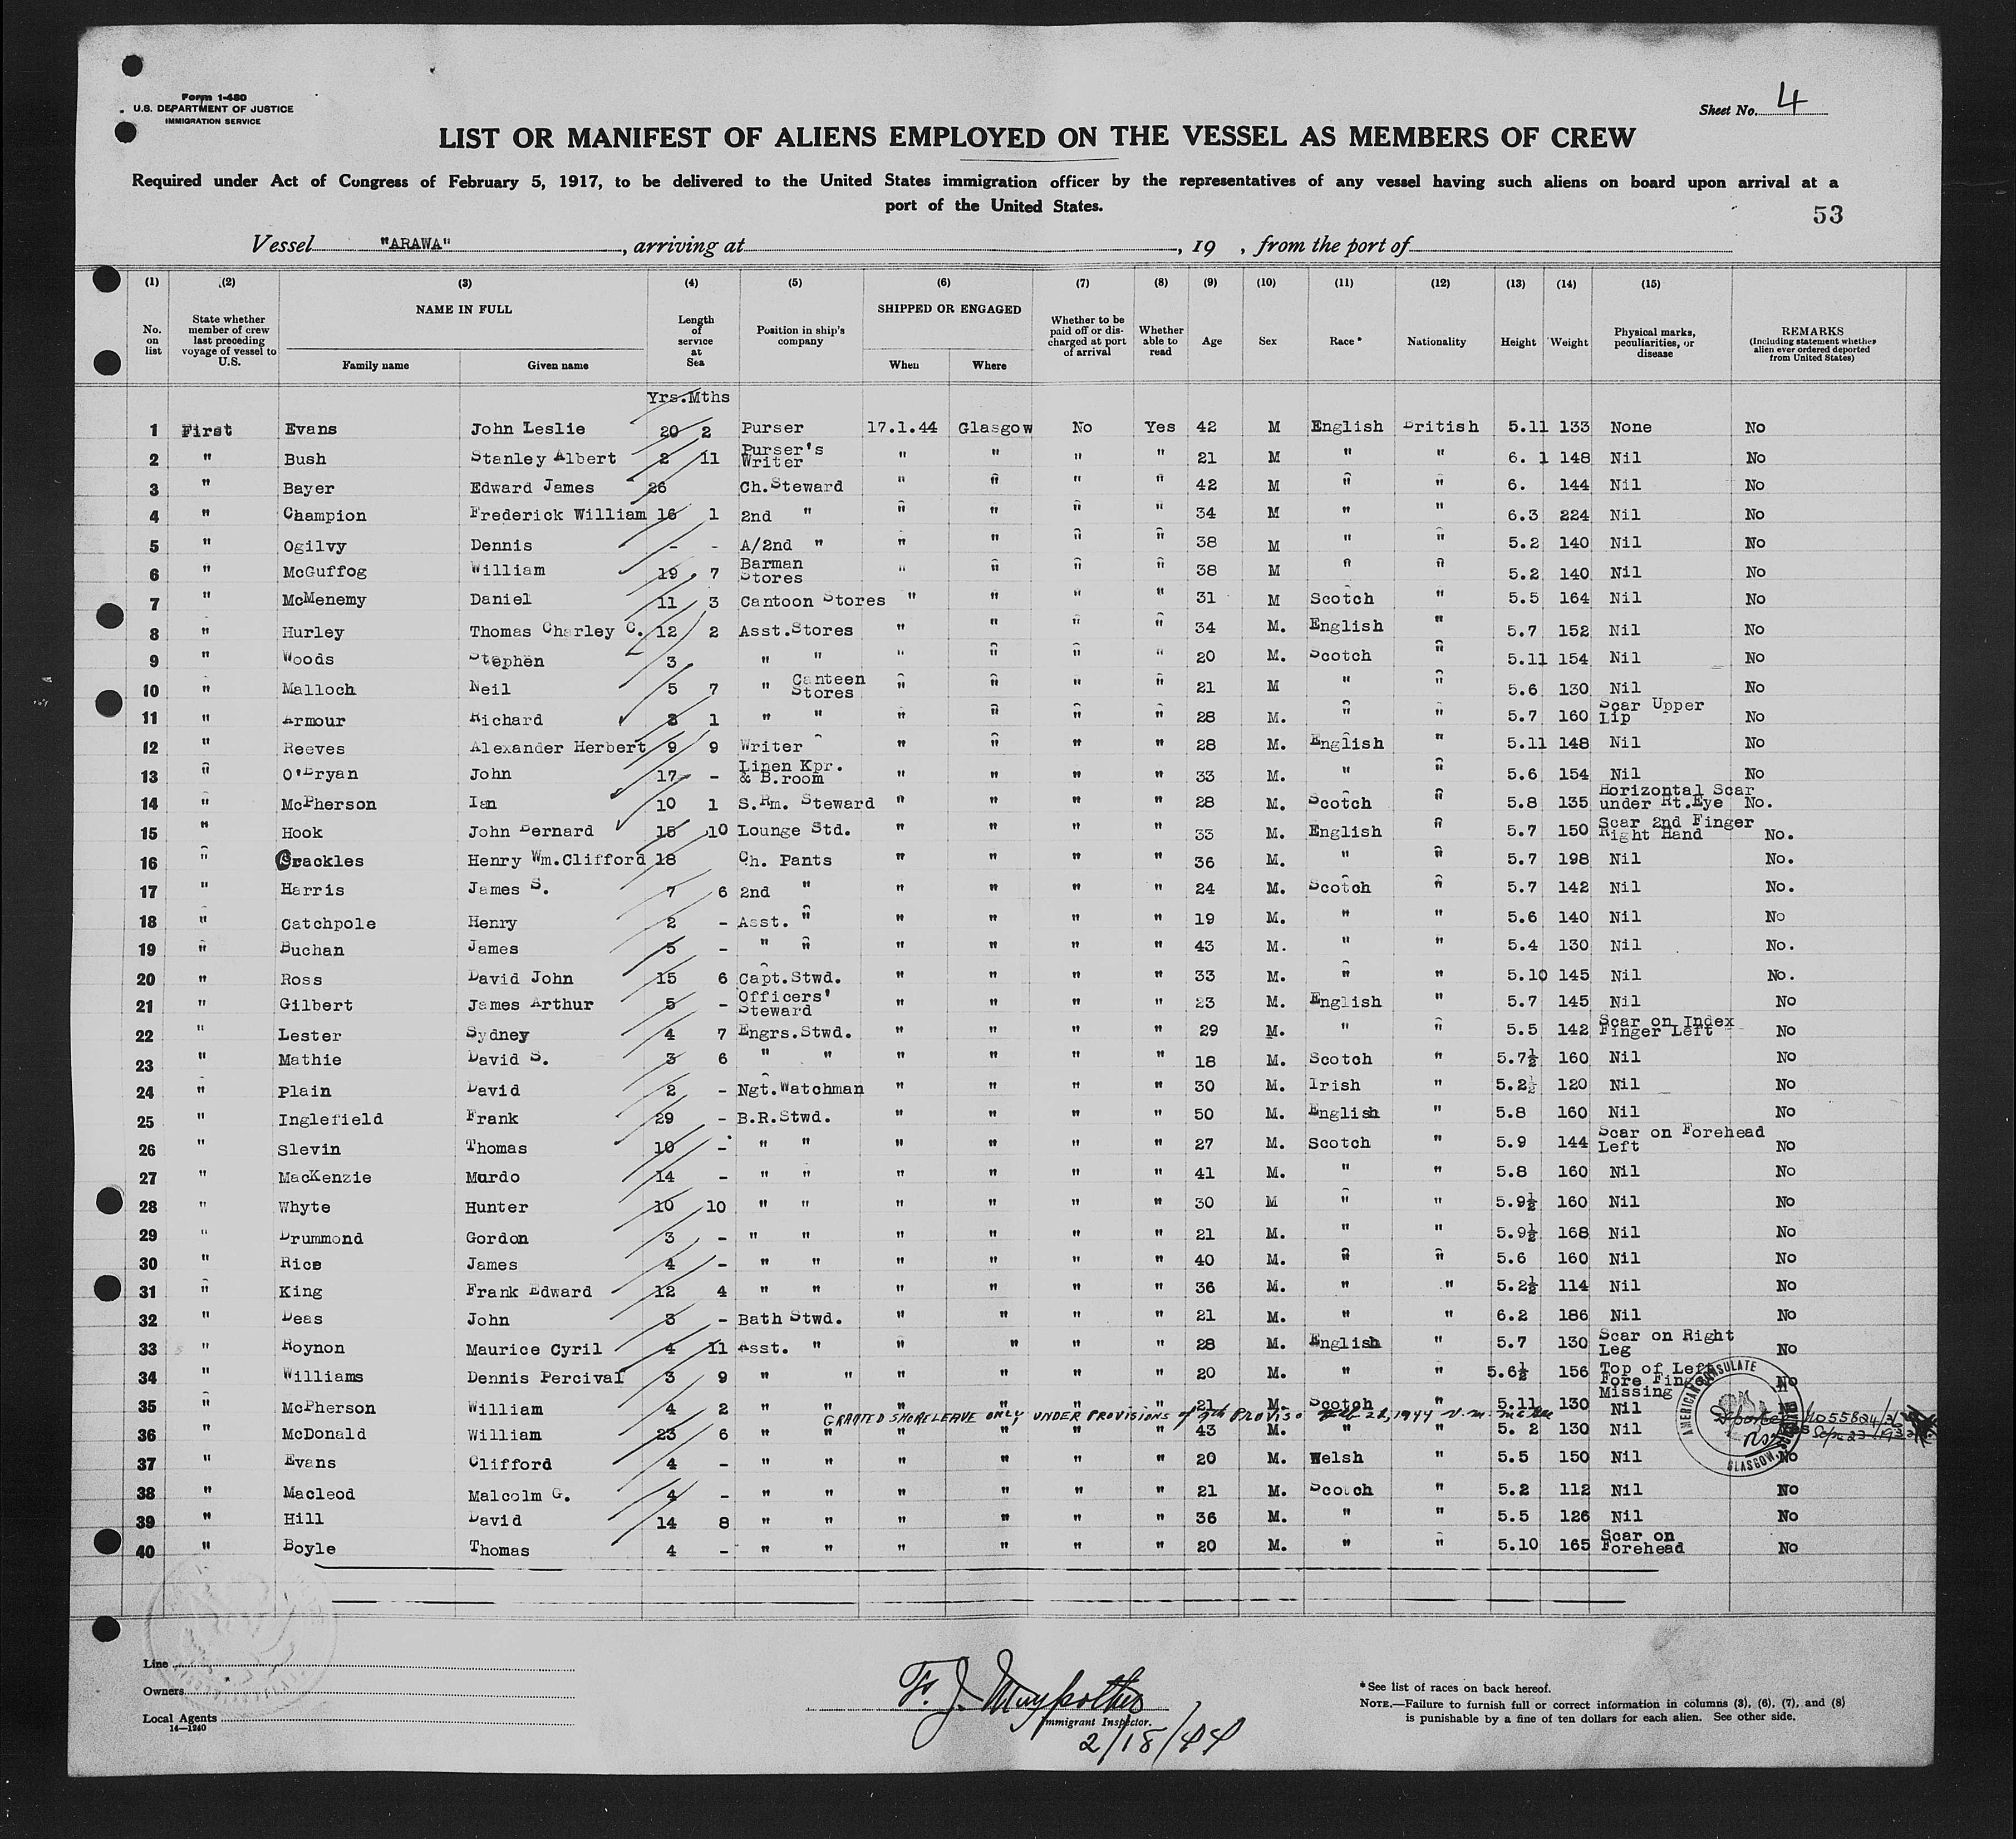 Form 1-480
U.S. DEPARTMENT OF JUSTICE
IMMIGRATION SERVICE
Sheet No. 4
LIST OR MANIFEST OF ALIENS EMPLOYED ON THE VESSEL AS MEMBERS OF CREW
Required under Act of Congress of February 5, 1917, to be delivered to the United States immigration officer by the representatives of any vessel having such aliens on board upon arrival at a
port of the United States.
53
Vessel "ARAWA", arriving at , 19 , from the port of
(1) (2) (3) (4) (5) (6) (7) (8) (9) (10) (11) (12) (13) (14) (15)
No. on list State whether member of crew last preceding voyage of vessel to U.S. NAME IN FULL Family name Given name Length of service at Sea Position in ship's company SHIPPED OR ENGAGED When Where Whether to be paid off or discharged at port of arrival Whether able to read Age Sex Race* Nationality Height Weight Physical marks, peculiarities, or disease REMARKS (Including statement whether alien ever ordered deported from United States)
Yrs. Mths
1 First Evans John Leslie 20 2 Purser 17.1.44 Glasgow No Yes 42 M English British 5.11 133 None No
2 " Bush Stanley Albert 2 11 Purser's Writer " " " " 21 M " " 6. 1 148 Nil No
3 " Bayer Edward James 26 Ch.Steward " " " " 42 M " " 6. 144 Nil No
4 " Champion Frederick William 16 1 2nd " " " " " 34 M " " 6.3 224 Nil No
5 " Ogilvy Dennis - - A/2nd " " " " " 38 M " " 5.2 140 Nil No
6 " McGuffog William 19 7 Barman Stores " " " " 38 M " " 5.2 140 Nil No
7 " McMenemy Daniel 11 3 Cantoon Stores " " " " 31 M Scotch " 5.5 164 Nil No
8 " Hurley Thomas Charley C. 12 2 Asst.Stores " " " " 34 M. English " 5.7 152 Nil No
9 " Woods Stephen 3 " " " " " " 20 M. Scotch " 5.11 154 Nil No
10 " Malloch Neil 5 7 " Canteen Stores " " " " 21 M " " 5.6 130 Nil No
11 " Armour Richard 1 " " " " " " 28 M. " " 5.7 160 Scar Upper Lip No
12 " Reeves Alexander Herbert 9 9 Writer " " " " 28 M. English " 5.11 148 Nil No
13 " O'Bryan John 17 - Linen Kpr. & B.room " " " " 33 M. " " 5.6 154 Nil No
14 " McPherson Ian 10 1 S.Rm. Steward " " " " 28 M. Scotch " 5.8 135 Horizontal Scar under Rt.Eye No.
15 " Hook John Bernard 15 10 Lounge Std. " " " " 33 M. English " 5.7 150 Scar 2nd Finger Right Hand No.
16 " Grackles Henry Wm.Clifford 18 Ch. Pants " " " " 36 M. " " 5.7 198 Nil No.
17 " Harris James S. 7 6 2nd " " " " " 24 M. Scotch " 5.7 142 Nil No.
18 " Catchpole Henry 2 - Asst. " " " " " 19 M. " " 5.6 140 Nil No
19 " Buchan James 5 - " " " " " " 43 M. " " 5.4 130 Nil No.
20 " Ross David John 15 6 Capt.Stwd. " " " " 33 M. " " 5.10 145 Nil No.
21 " Gilbert James Arthur 5 - Officers' Steward " " " " 23 M. English " 5.7 145 Nil No
22 " Lester Sydney 4 7 Engrs.Stwd. " " " " 29 M. " " 5.5 142 Scar on Index Finger Left No
23 " Mathie David S. 3 6 " " " " " " 18 M. Scotch " 5.7½ 160 Nil No
24 " Plain David 2 - Ngt.Watchman " " " " 30 M. Irish " 5.2½ 120 Nil No
25 " Inglefield Frank 29 - B.R.Stwd. " " " " 50 M. English " 5.8 160 Nil No
26 " Slevin Thomas 10 - " " " " " " 27 M. Scotch " 5.9 144 Scar on Forehead Left No
27 " MacKenzie Murdo 14 - " " " " " " 41 M. " " 5.8 160 Nil No
28 " Whyte Hunter 10 10 " " " " " " 30 M " " 5.9½ 160 Nil No
29 " Drummond Gordon 3 - " " " " " " 21 M. " " 5.9½ 168 Nil No
30 " Rice James 4 - " " " " " " 40 M. " " 5.6 160 Nil No
31 " King Frank Edward 12 4 " " " " " " 36 M. " " 5.2½ 114 Nil No
32 " Deas John 3 - Bath Stwd. " " " " 21 M. " " 6.2 186 Nil No
33 " Roynon Maurice Cyril 4 11 Asst. " " " " " 28 M. English " 5.7 130 Scar on Right Leg No
34 " Williams Dennis Percival 3 9 " " " " " " 20 M. " " 5.6½ 156 Top of Left Fore Finger Missing No
35 " McPherson William 4 2 " " " " " " 21 M. Scotch " 5.11 130 Nil
GRANTED SHORE LEAVE ONLY UNDER PROVISIONS of 9th PROVISO Feb 22, 1944
36 " McDonald William 23 6 43 M. " " 5. 2 130 Nil
37 " Evans Clifford 4 - " " " " " " 20 M. Welsh " 5.5 150 Nil No
38 " Macleod Malcolm G. 4 - " " " " " " 21 M. Scotch " 5.2 112 Nil No
39 " Hill David 14 8 " " " " " " 36 M. " " 5.5 126 Nil No
40 " Boyle Thomas 4 - " " " " " " 20 M. " " 5.10 165 Scar on Forehead No
AMERICAN CONSULATE
GLASGOW
Line
Owners
Local Agents
14-1240
F. J.
Immigrant Inspector.
2/18/44
*See list of races on back hereof.
NOTE.—Failure to furnish full or correct information in columns (3), (6), (7), and (8)
is punishable by a fine of ten dollars for each alien. See other side.